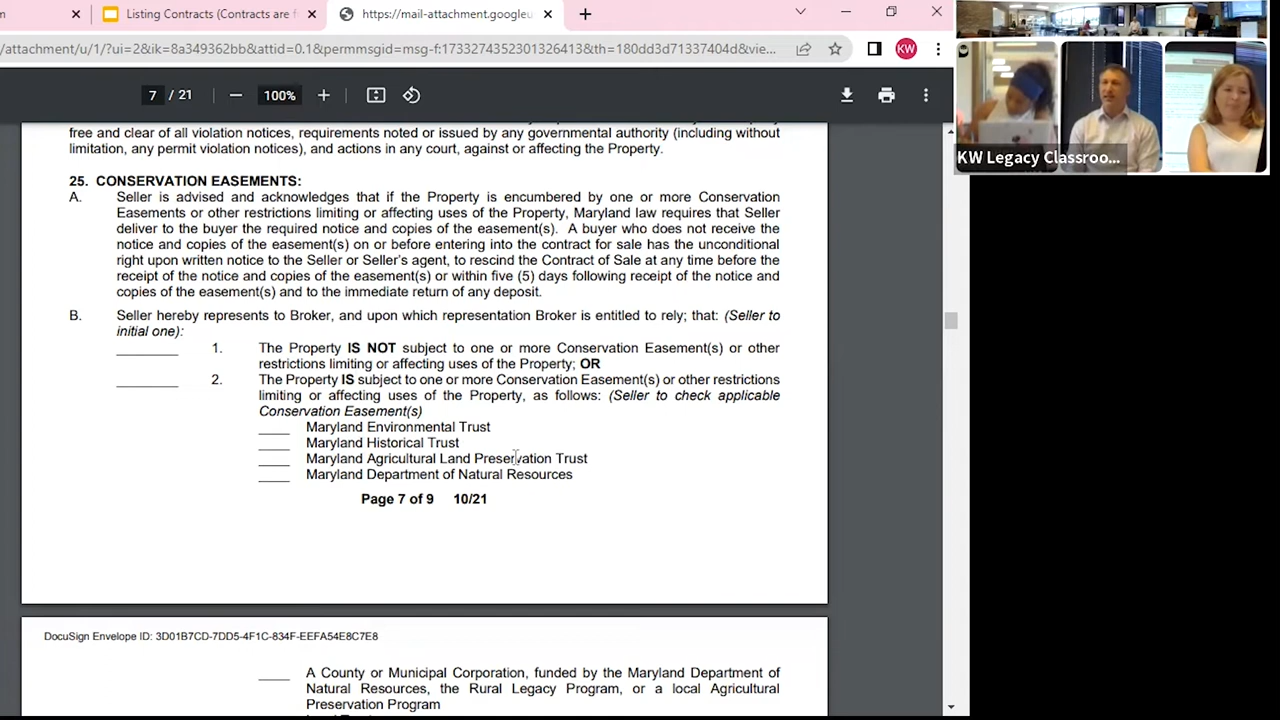 Listing Contracts (Contracts are f
https://mail-attachment.googleu
/attachment/u/1/?ui=2&ik=8a349362bb&attid=0.1&permmsgid=msg-f:1733274352301326413&th=180dd3d71337404d&vie...
KW
7 / 21
100%
KW Legacy Classroo...
free and clear of all violation notices, requirements noted or issued by any governmental authority (including without
limitation, any permit violation notices), and actions in any court, against or affecting the Property.
25. CONSERVATION EASEMENTS:
A. Seller is advised and acknowledges that if the Property is encumbered by one or more Conservation
Easements or other restrictions limiting or affecting uses of the Property, Maryland law requires that Seller
deliver to the buyer the required notice and copies of the easement(s). A buyer who does not receive the
notice and copies of the easement(s) on or before entering into the contract for sale has the unconditional
right upon written notice to the Seller or Seller's agent, to rescind the Contract of Sale at any time before the
receipt of the notice and copies of the easement(s) or within five (5) days following receipt of the notice and
copies of the easement(s) and to the immediate return of any deposit.
B. Seller hereby represents to Broker, and upon which representation Broker is entitled to rely; that: (Seller to
initial one):
1. The Property IS NOT subject to one or more Conservation Easement(s) or other
restrictions limiting or affecting uses of the Property; OR
2. The Property IS subject to one or more Conservation Easement(s) or other restrictions
limiting or affecting uses of the Property, as follows: (Seller to check applicable
Conservation Easement(s)
Maryland Environmental Trust
Maryland Historical Trust
Maryland Agricultural Land Preservation Trust
Maryland Department of Natural Resources
Page 7 of 9 10/21
DocuSign Envelope ID: 3D01B7CD-7DD5-4F1C-834F-EEFA54E8C7E8
A County or Municipal Corporation, funded by the Maryland Department of
Natural Resources, the Rural Legacy Program, or a local Agricultural
Preservation Program